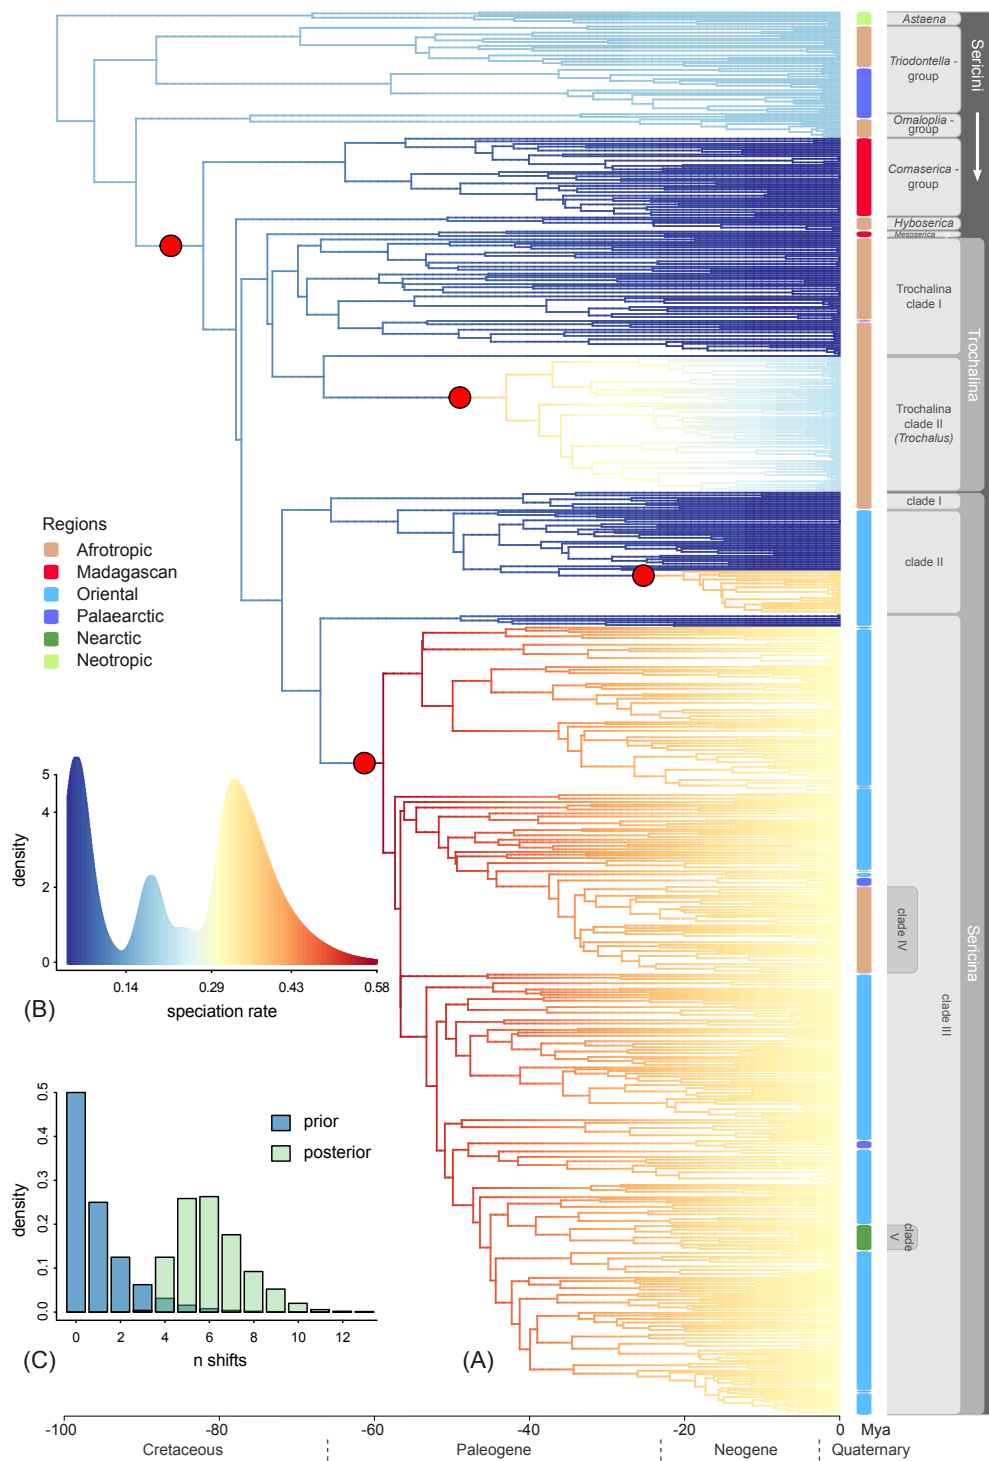 Astaena
Triodontella -
group
Sericini
Omaloplia -
group
Comaserica -
group
Hyboserica
Mesoserica
Trochalina
clade I
Trochalina
Trochalina
clade II
(Trochalus)
clade I
clade II
Regions
Afrotropic
Madagascan
Oriental
Palaearctic
Nearctic
Neotropic
clade IV
Sericina
clade III
clade
V
5
4
2
0
density
0.14
0.29
0.43
0.58
speciation rate
(B)
0.5
0.4
0.3
0.2
0.1
0.0
density
prior
posterior
0
2
4
6
8
10
12
n shifts
(C)
(A)
-100
-80
-60
-40
-20
0
Mya
Cretaceous
Paleogene
Neogene
Quaternary